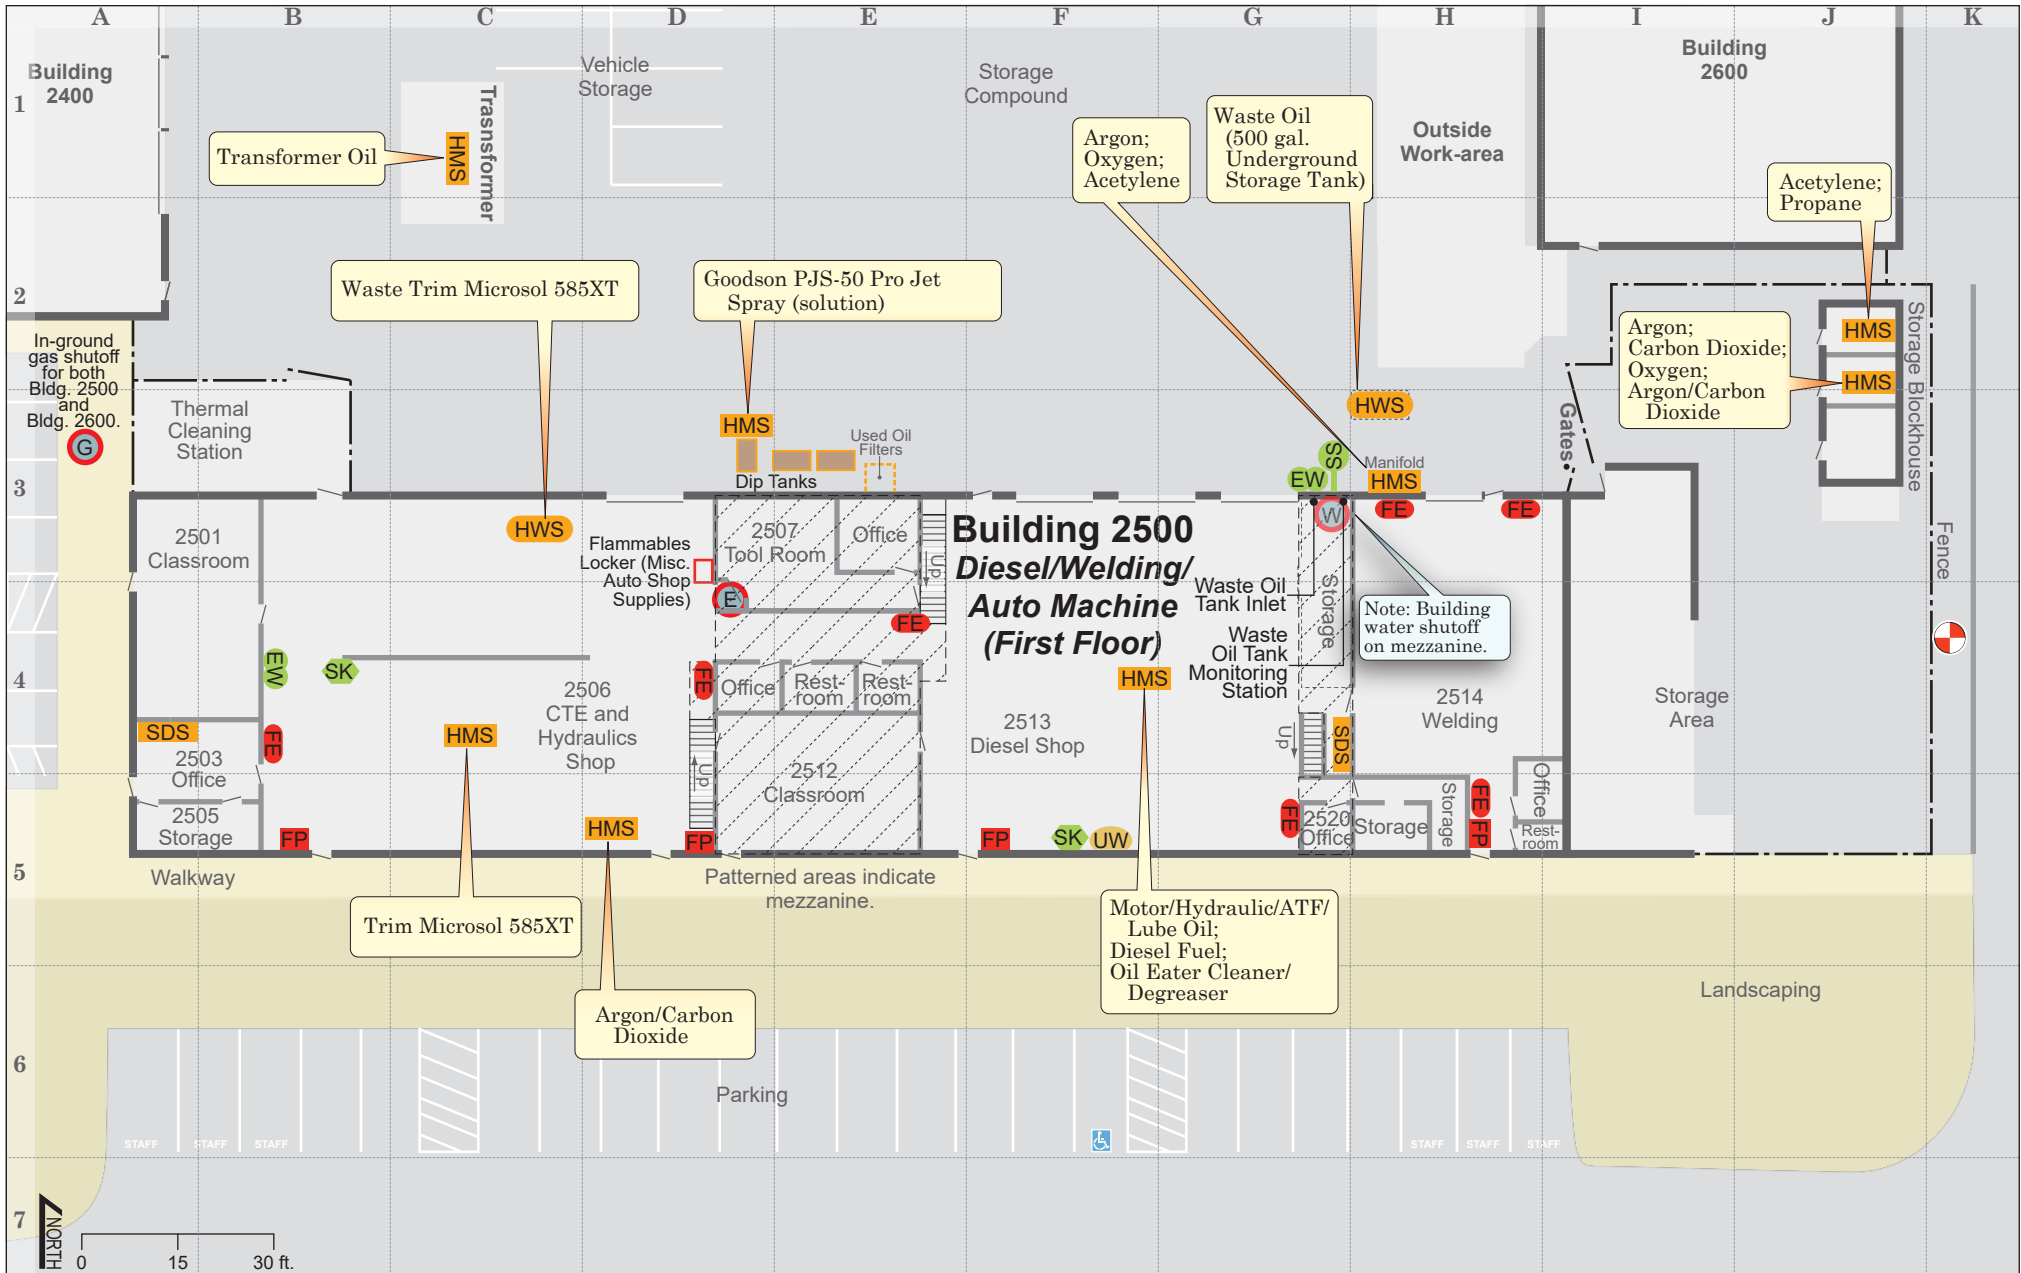 A B C D E F G H I J K
1
2
3
4
5
6
7
Building
2400
Vehicle
Storage
Storage
Compound
Building
2600
Outside
Work-area
Trasnsformer
HMS
Transformer Oil
Argon;
Oxygen;
Acetylene
Waste Oil
(500 gal.
Underground
Storage Tank)
Acetylene;
Propane
Waste Trim Microsol 585XT
Goodson PJS-50 Pro Jet
Spray (solution)
Argon;
Carbon Dioxide;
Oxygen;
Argon/Carbon
Dioxide
HMS
HMS
Storage Blockhouse
In-ground
gas shutoff
for both
Bldg. 2500
and
Bldg. 2600.
G
Thermal
Cleaning
Station
HMS
Used Oil
Filters
Dip Tanks
HWS
SS
EW
Manifold
HMS
Gates
Fence
2501
Classroom
HWS
Flammables
Locker (Misc.
Auto Shop
Supplies)
E
2507
Tool Room
Office
Up
FE
Building 2500
Diesel/Welding/
Auto Machine
(First Floor)
W
FE
FE
Waste Oil
Tank Inlet
Waste
Oil Tank
Monitoring
Station
Storage
Note: Building
water shutoff
on mezzanine.
EW
SK
SDS
FE
2503
Office
2505
Storage
FP
HMS
2506
CTE and
Hydraulics
Shop
HMS
FE
Up
FP
Office
Rest-
room
Rest-
room
2512
Classroom
HMS
2513
Diesel Shop
FP
SK
UW
Up
SDS
FE
2520
Office
Storage
Storage
2514
Welding
FE
FP
Office
Rest-
room
Storage
Area
Walkway
Patterned areas indicate
mezzanine.
Trim Microsol 585XT
Argon/Carbon
Dioxide
Motor/Hydraulic/ATF/
Lube Oil;
Diesel Fuel;
Oil Eater Cleaner/
Degreaser
Landscaping
Parking
STAFF STAFF STAFF
STAFF STAFF STAFF
NORTH
0 15 30 ft.